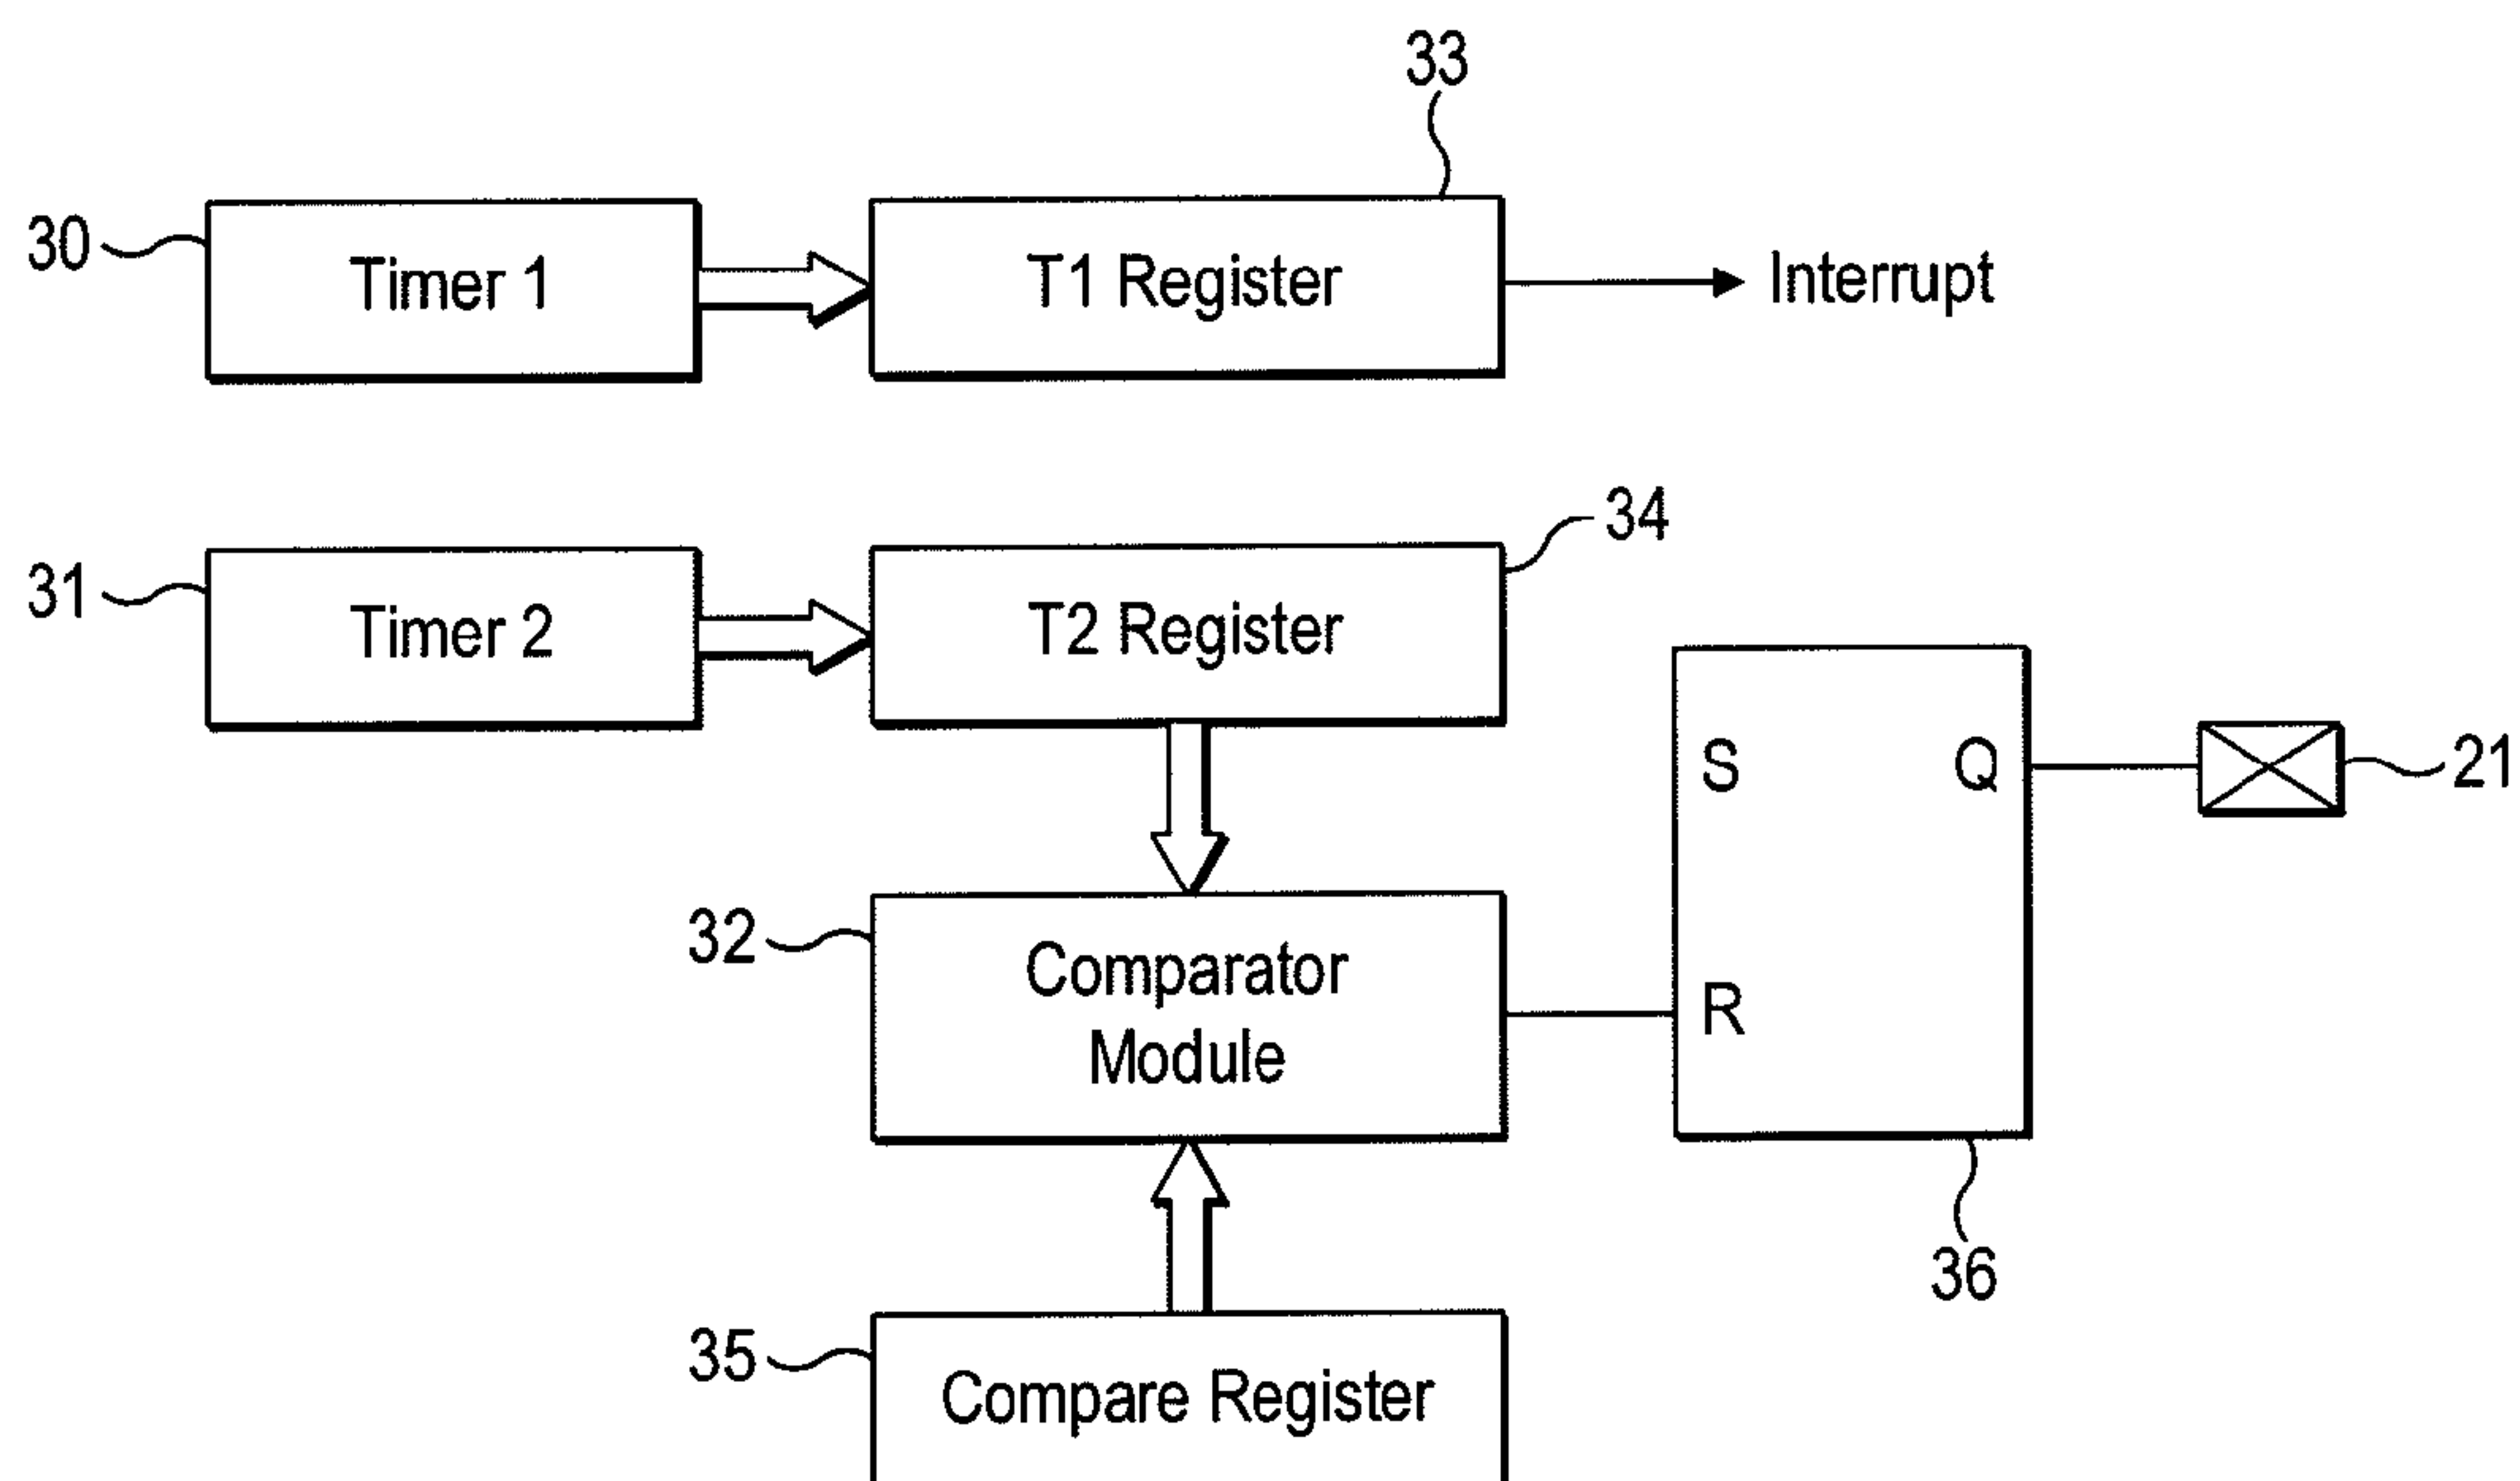 33
30
Timer 1
T1 Register
Interrupt
34
31
Timer 2
T2 Register
S
Q
21
32
Comparator
Module
R
36
35
Compare Register